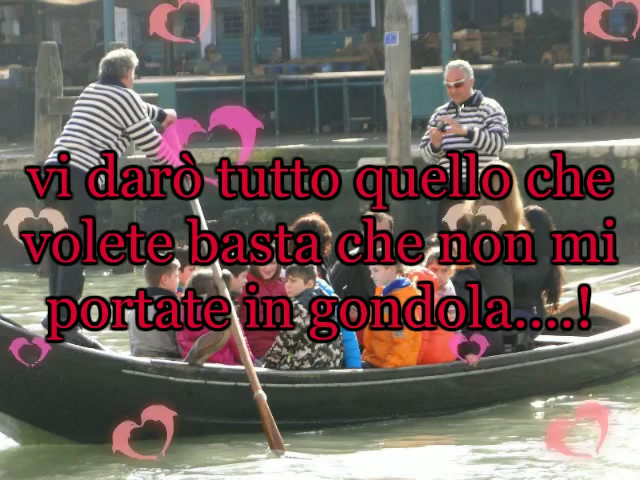 vi darò tutto quello che
volete basta che non mi
portate in gondola....!